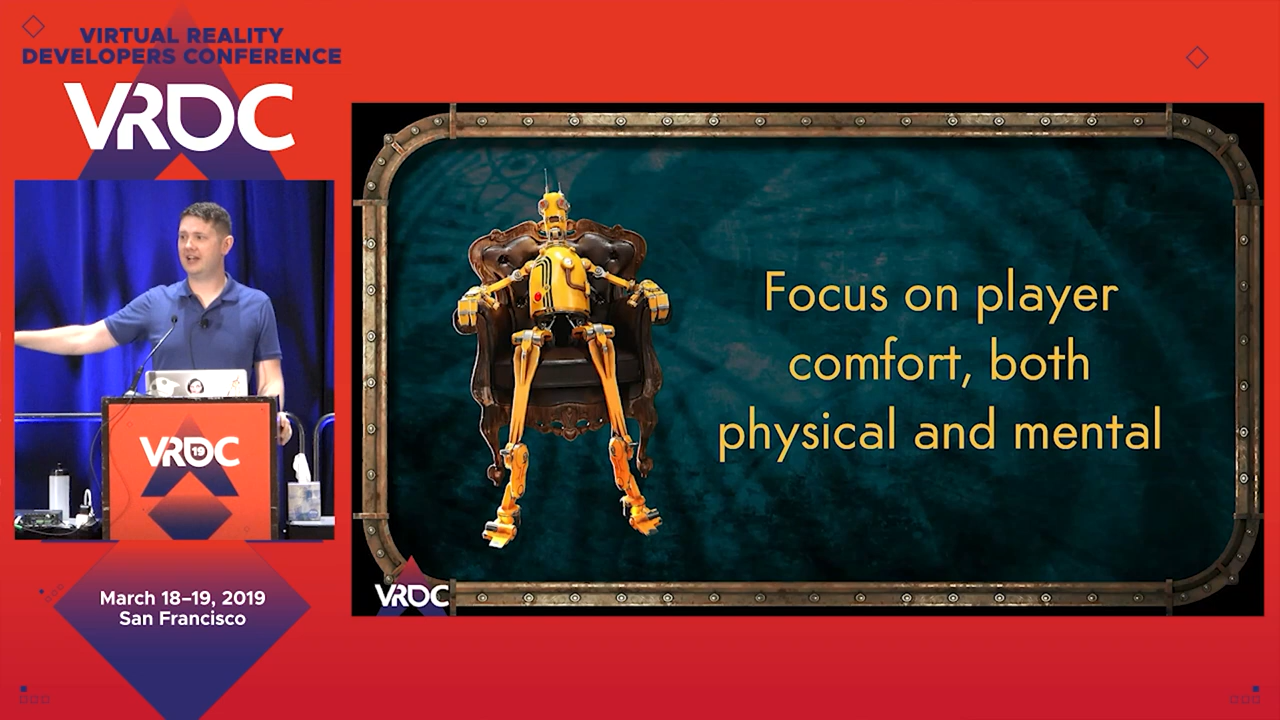 VIRTUAL REALITY
DEVELOPERS CONFERENCE
VRDC
VRDC
19
March 18–19, 2019
San Francisco
Focus on player
comfort, both
physical and mental
VRDC